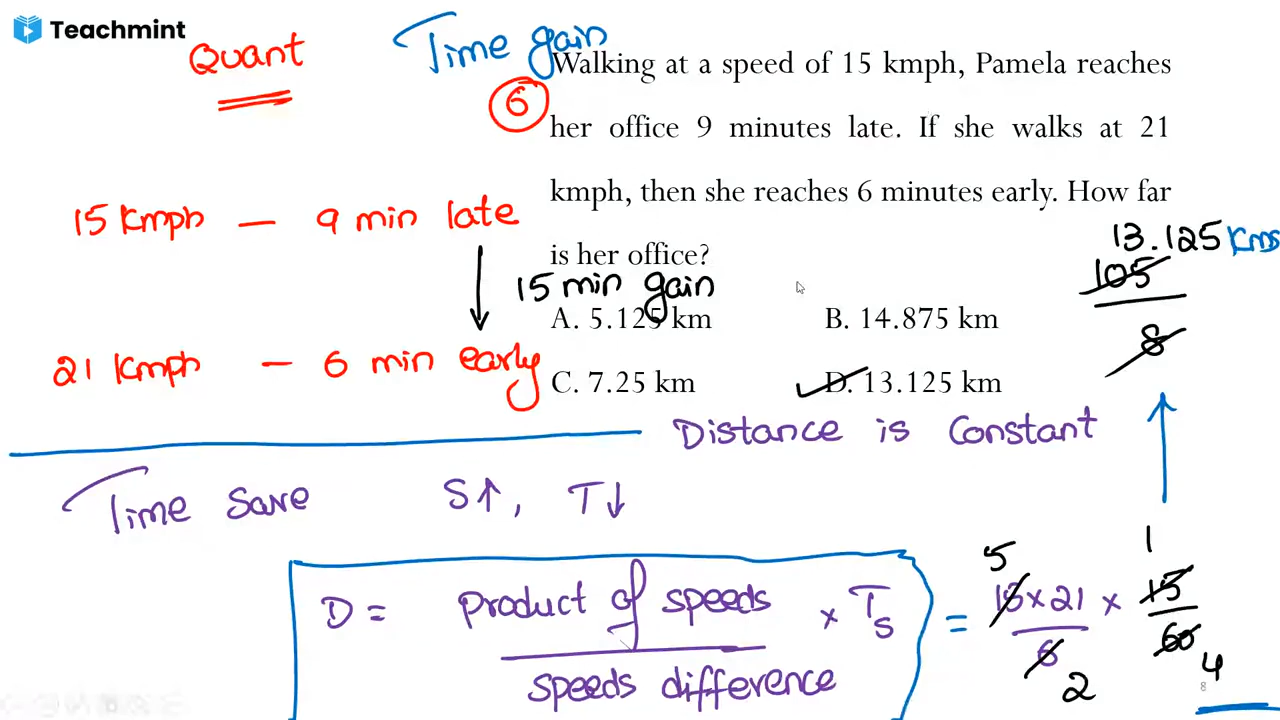 Teachmint
Quant
Time gain
6
Walking at a speed of 15 kmph, Pamela reaches
her office 9 minutes late. If she walks at 21
kmph, then she reaches 6 minutes early. How far
is her office?
15 Kmph — 9 min late
15 min gain
13.125 kms
105
8
A. 5.125 km
B. 14.875 km
21 Kmph — 6 min early
C. 7.25 km
D. 13.125 km
Distance is Constant
Time Save S↑, T↓
D = product of speeds × Ts
speeds difference
= 15 × 21 × 15
6 60
5 1
2 4
8